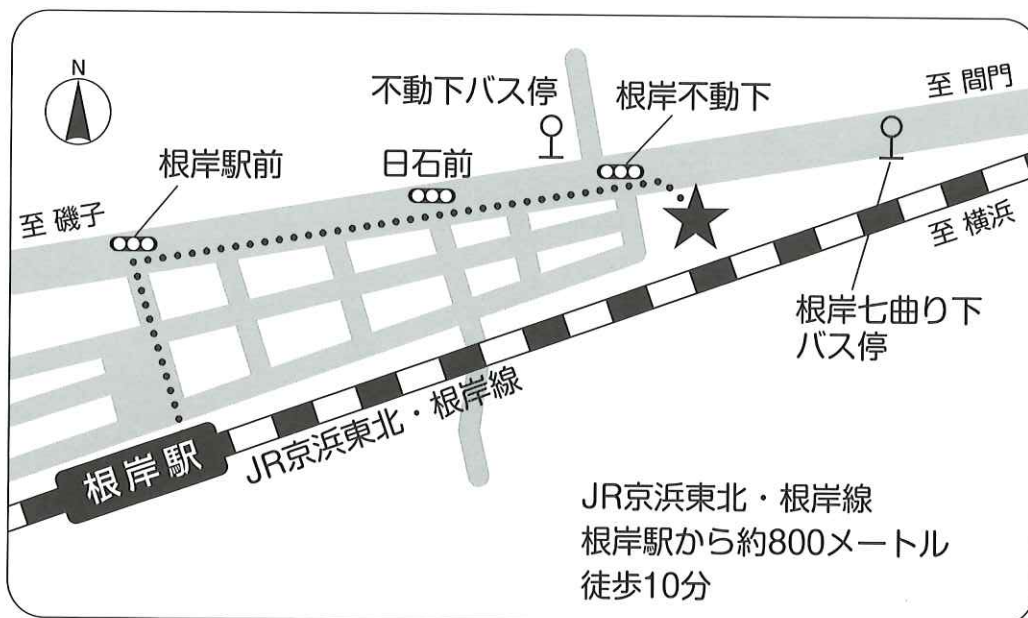 N
不動下バス停
根岸不動下
至 間門
根岸駅前
日石前
至 磯子
至 横浜
根岸七曲り下
バス停
JR京浜東北・根岸線
根岸駅
JR京浜東北・根岸線
根岸駅から約800メートル
徒歩10分